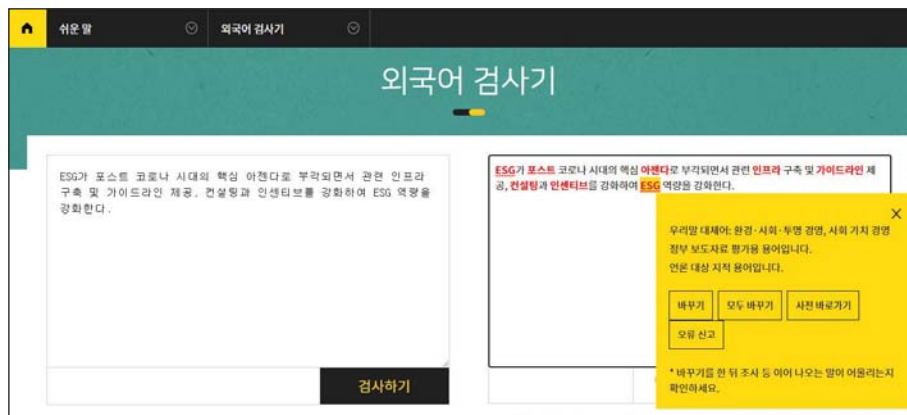 쉬운 말
외국어 검사기
외국어 검사기
ESG가 포스트 코로나 시대의 핵심 아젠다로 부각되면서 관련 인프라
구축 및 가이드라인 제공, 컨설팅과 인센티브를 강화하여 ESG 역량을
강화한다.
검사하기
ESG가 포스트 코로나 시대의 핵심 아젠다로 부각되면서 관련 인프라 구축 및 가이드라인 제
공, 컨설팅과 인센티브를 강화하여 ESG 역량을 강화한다.
X
우리말 대체어: 환경·사회·투명 경영, 사회 가치 경영
정부 보도자료 평가용 용어입니다.
언론 대상 지적 용어입니다.
바꾸기
모두 바꾸기
사전 바로가기
오류 신고
* 바꾸기를 한 뒤 조사 등 이어 나오는 말이 어울리는지
확인하세요.